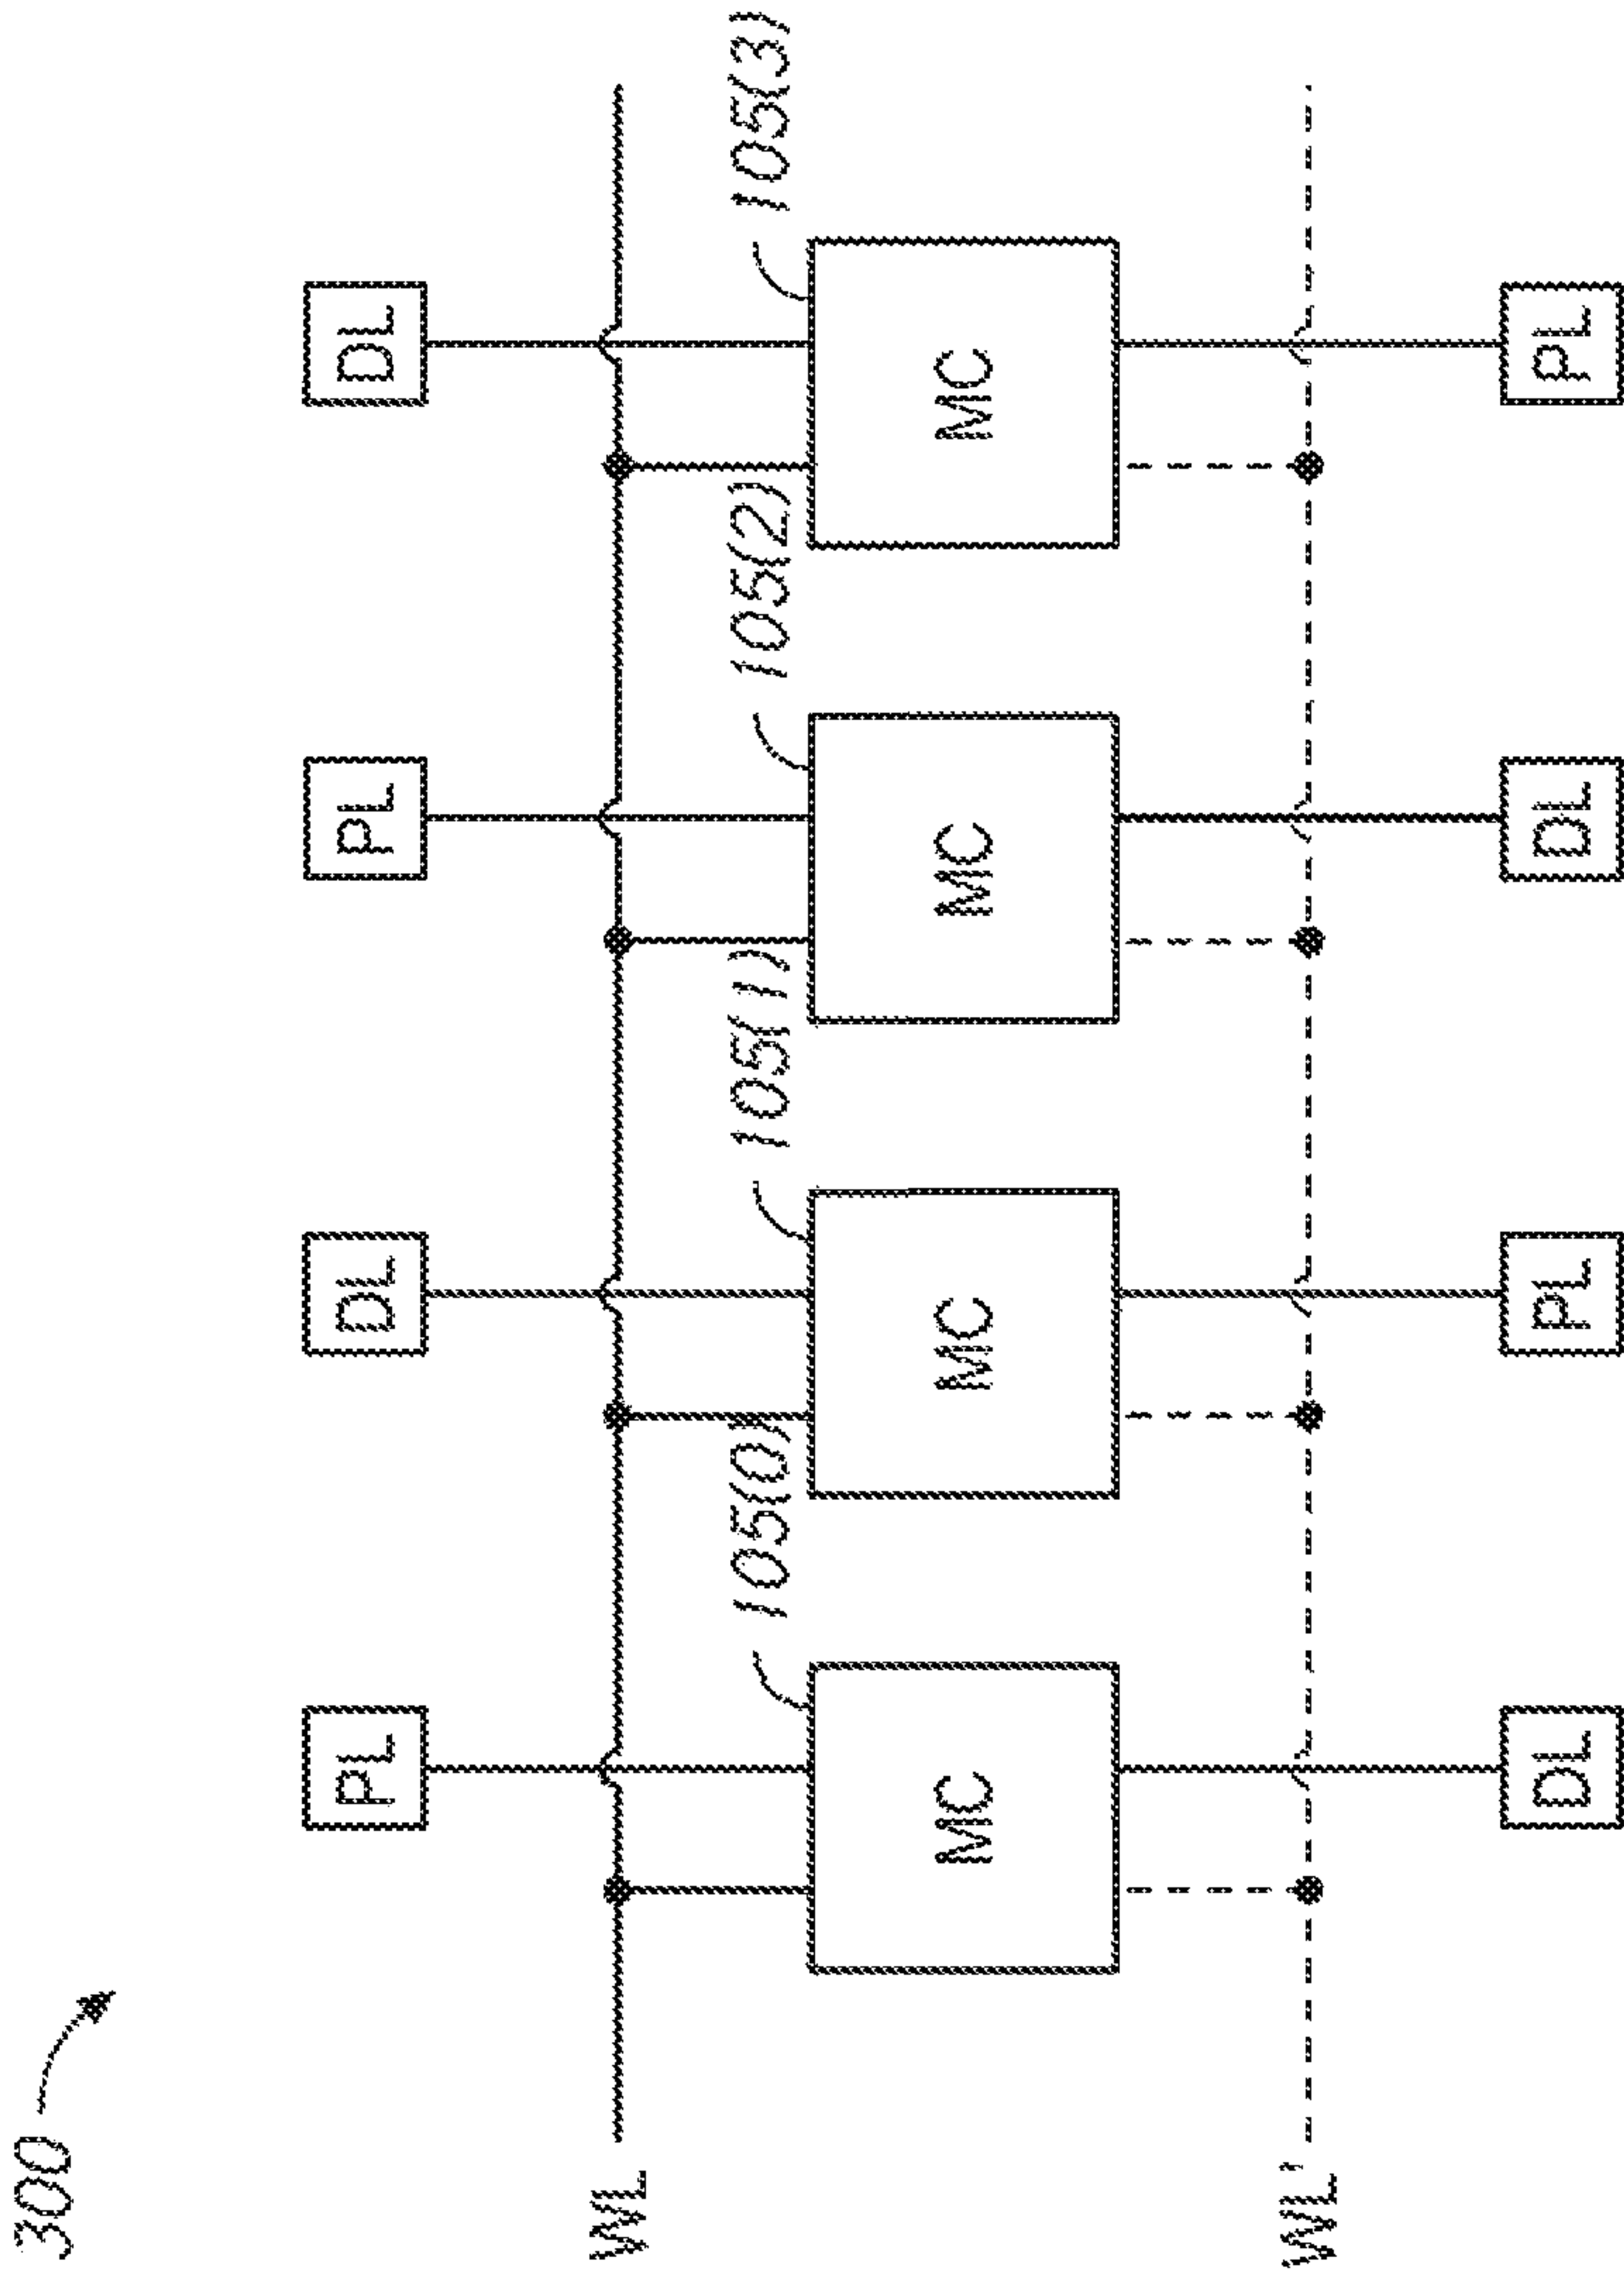 300
PL DL PL DL
WL
105(0) 105(1) 105(2) 105(3)
MC MC MC MC
WL'
DL PL DL PL